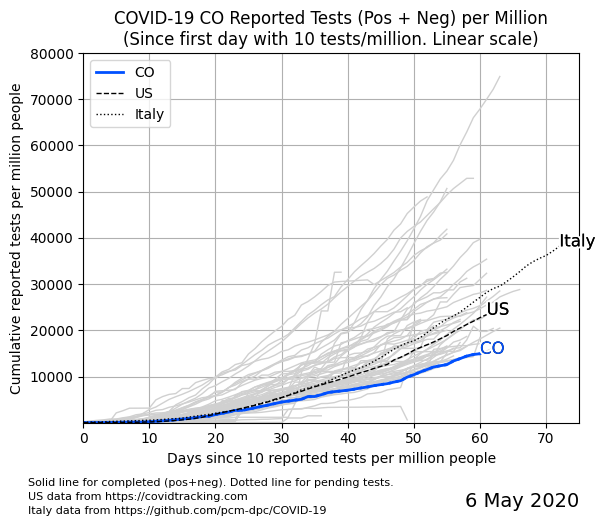 COVID-19 CO Reported Tests (Pos + Neg) per Million
(Since first day with 10 tests/million. Linear scale)
Cumulative reported tests per million people
80000
70000
60000
50000
40000
30000
20000
10000
CO
US
Italy
Italy
US
CO
0 10 20 30 40 50 60 70
Days since 10 reported tests per million people
Solid line for completed (pos+neg). Dotted line for pending tests.
US data from https://covidtracking.com
Italy data from https://github.com/pcm-dpc/COVID-19
6 May 2020